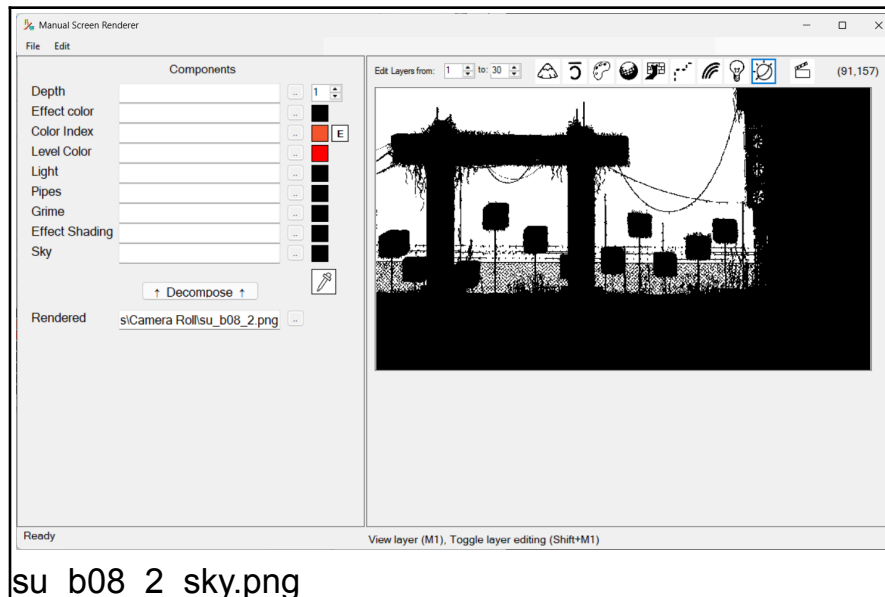 Manual Screen Renderer
File Edit
Components
Depth .. 1
Effect color ..
Color Index .. E
Level Color ..
Light ..
Pipes ..
Grime ..
Effect Shading ..
Sky ..
↑ Decompose ↑
Rendered s\Camera Roll\su_b08_2.png ..
Edit Layers from: 1 to: 30 (91,157)
Ready
View layer (M1), Toggle layer editing (Shift+M1)
su_b08_2_sky.png